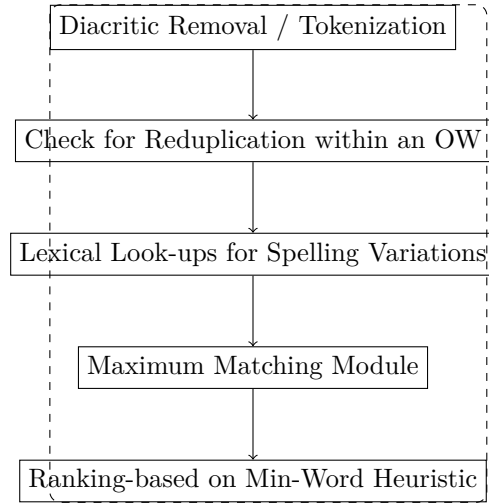 Diacritic Removal / Tokenization
Check for Reduplication within an OW
Lexical Look-ups for Spelling Variations
Maximum Matching Module
Ranking-based on Min-Word Heuristic